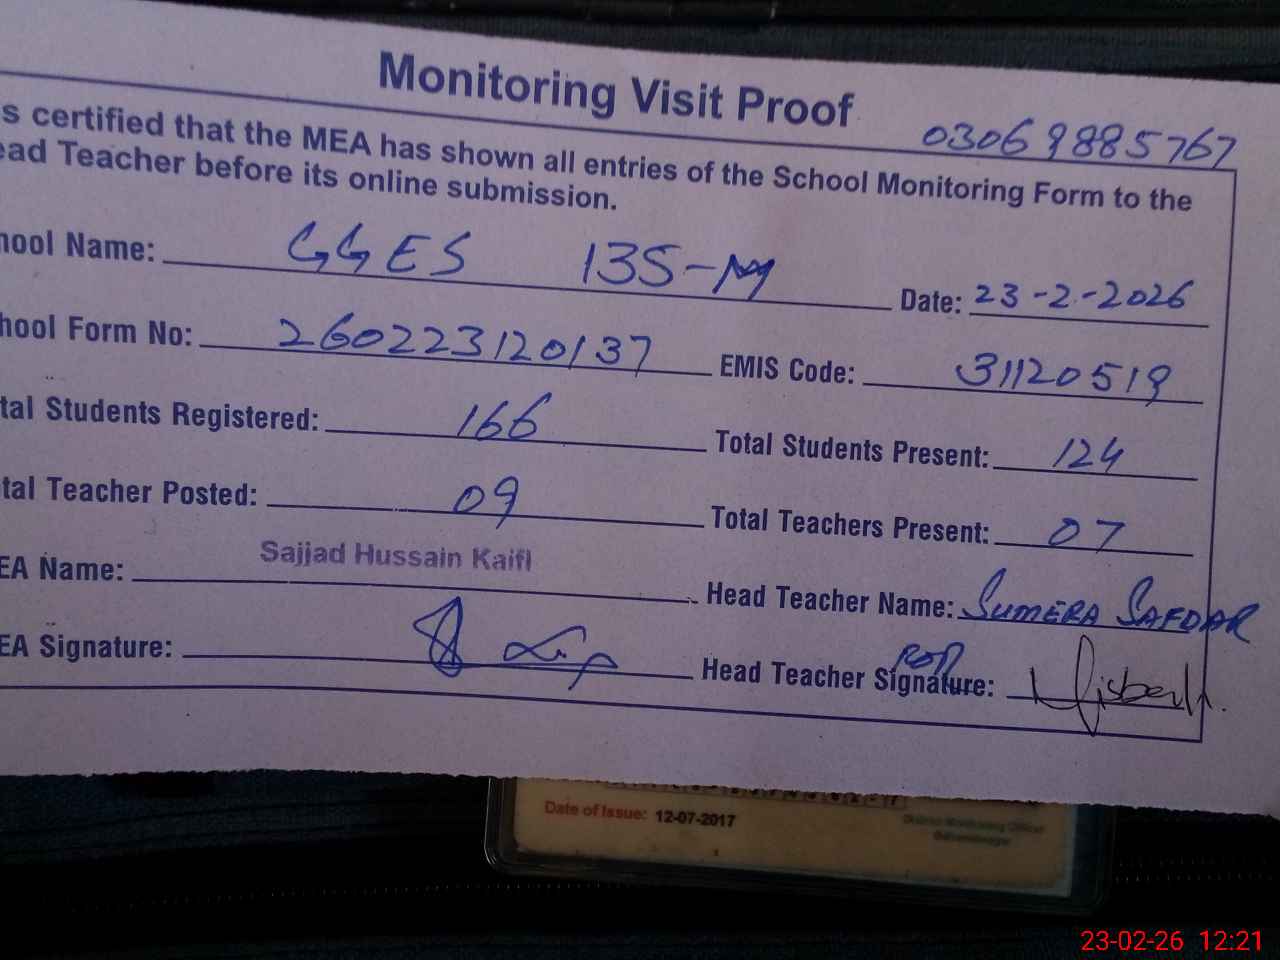 Monitoring Visit Proof
03069885767
s certified that the MEA has shown all entries of the School Monitoring Form to the
ead Teacher before its online submission.
hool Name: GGES 135-M Date: 23-2-2026
hool Form No: 260223120137 EMIS Code: 31120519
tal Students Registered: 166 Total Students Present: 124
tal Teacher Posted: 09 Total Teachers Present: 07
EA Name: Sajjad Hussain Kaifi Head Teacher Name: SUMERA SAFDAR
EA Signature: Head Teacher Signature:
Date of Issue: 12-07-2017
District Monitoring Officer
Bahawalnagar
23-02-26 12:21